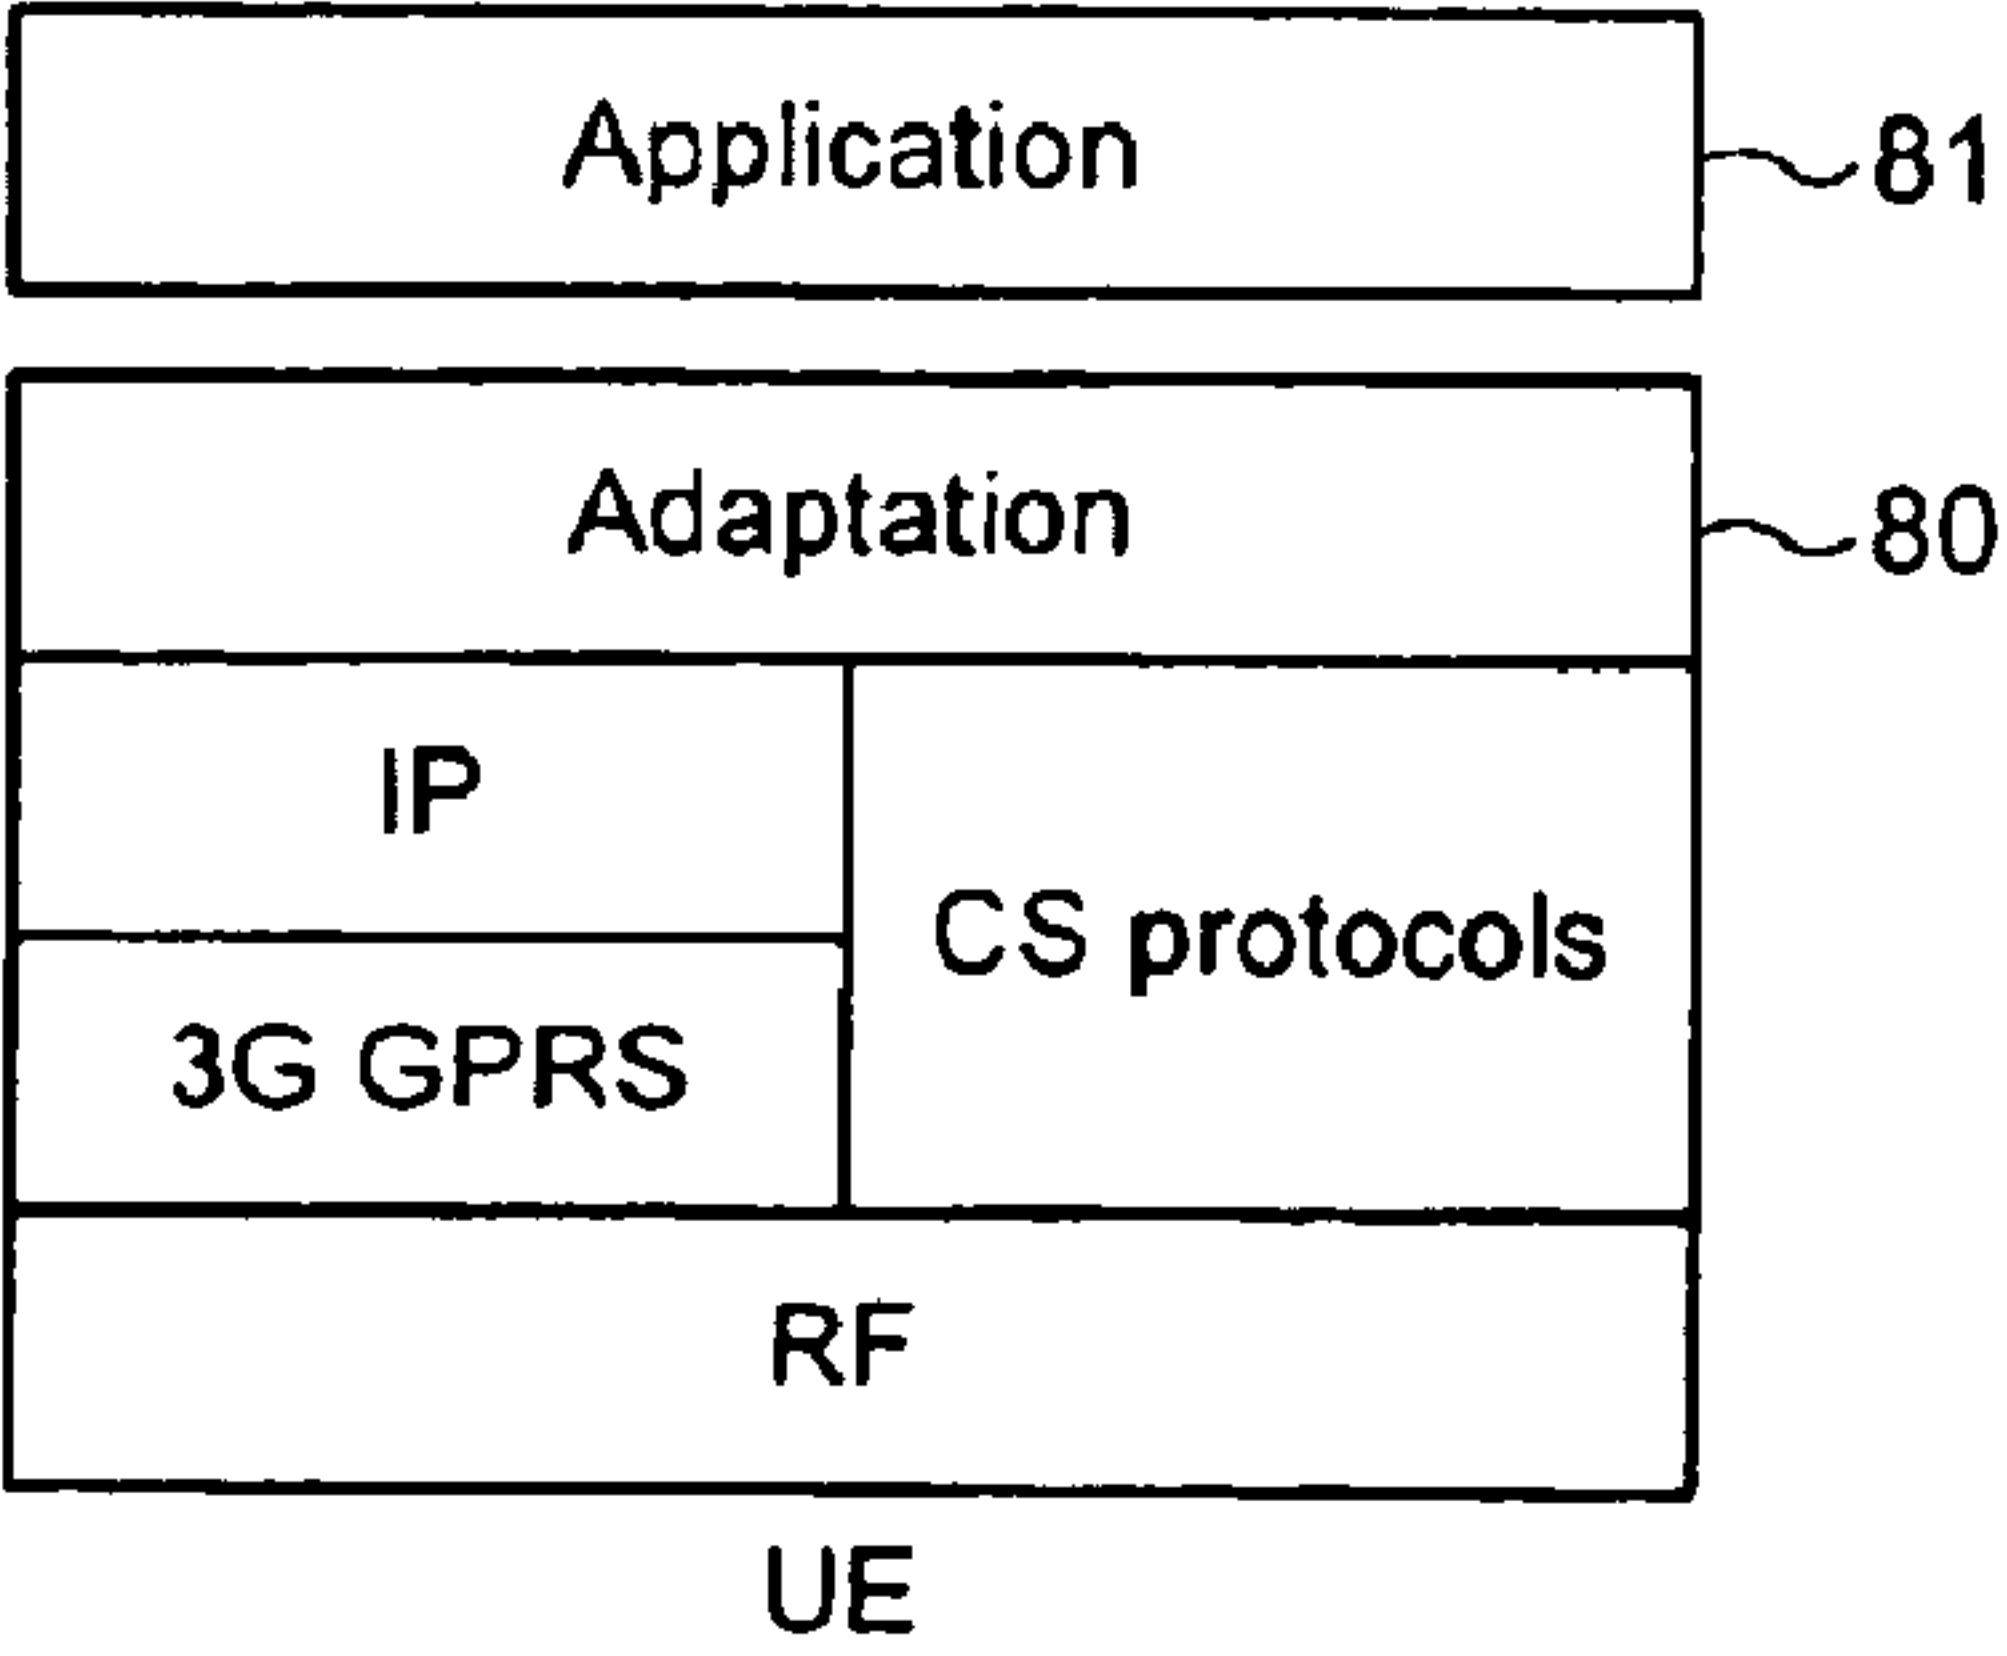 Application 81
Adaptation 80
IP
CS protocols
3G GPRS
RF
UE